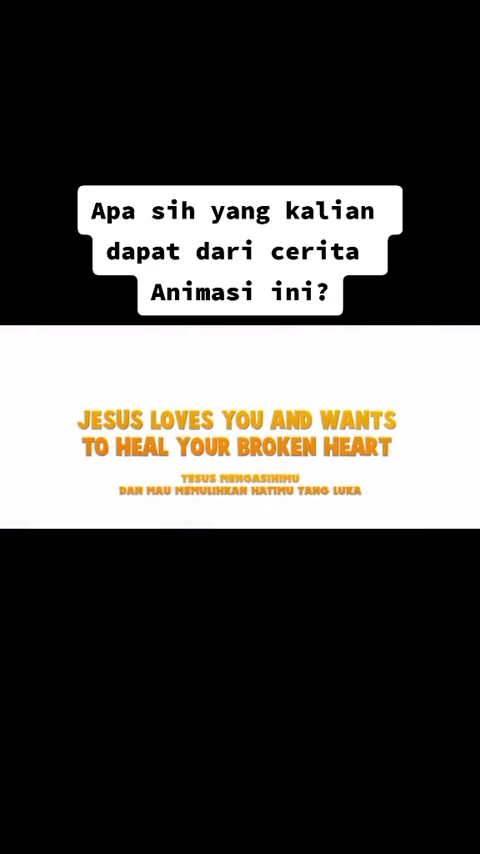 Apa sih yang kalian
dapat dari cerita
Animasi ini?
JESUS LOVES YOU AND WANTS
TO HEAL YOUR BROKEN HEART
YESUS MENGASIHIMU
DAN MAU MEMULIHKAN HATIMU YANG LUKA